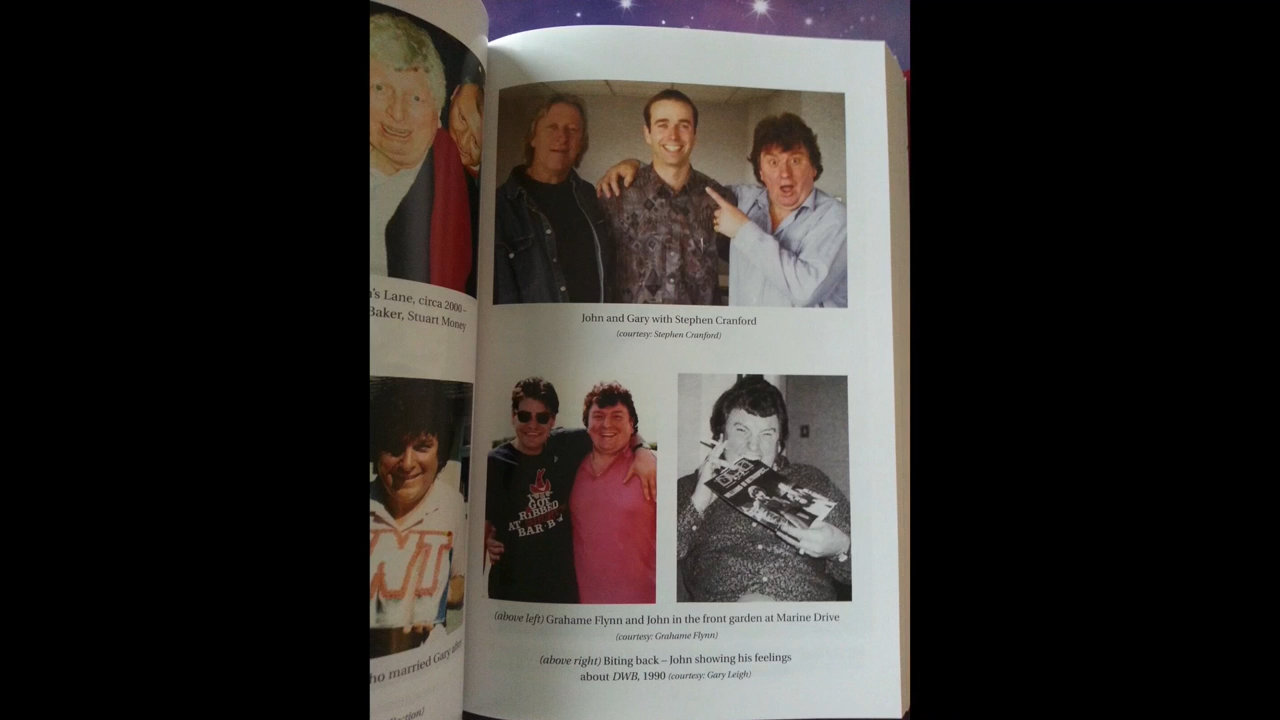 's Lane, circa 2000 –
Baker, Stuart Money
ho married Gary after
llection)
John and Gary with Stephen Cranford
(courtesy: Stephen Cranford)
I
GOT
RIBBED
AT
BAR-B
(above left) Grahame Flynn and John in the front garden at Marine Drive
(courtesy: Grahame Flynn)
(above right) Biting back – John showing his feelings
about DWB, 1990 (courtesy: Gary Leigh)